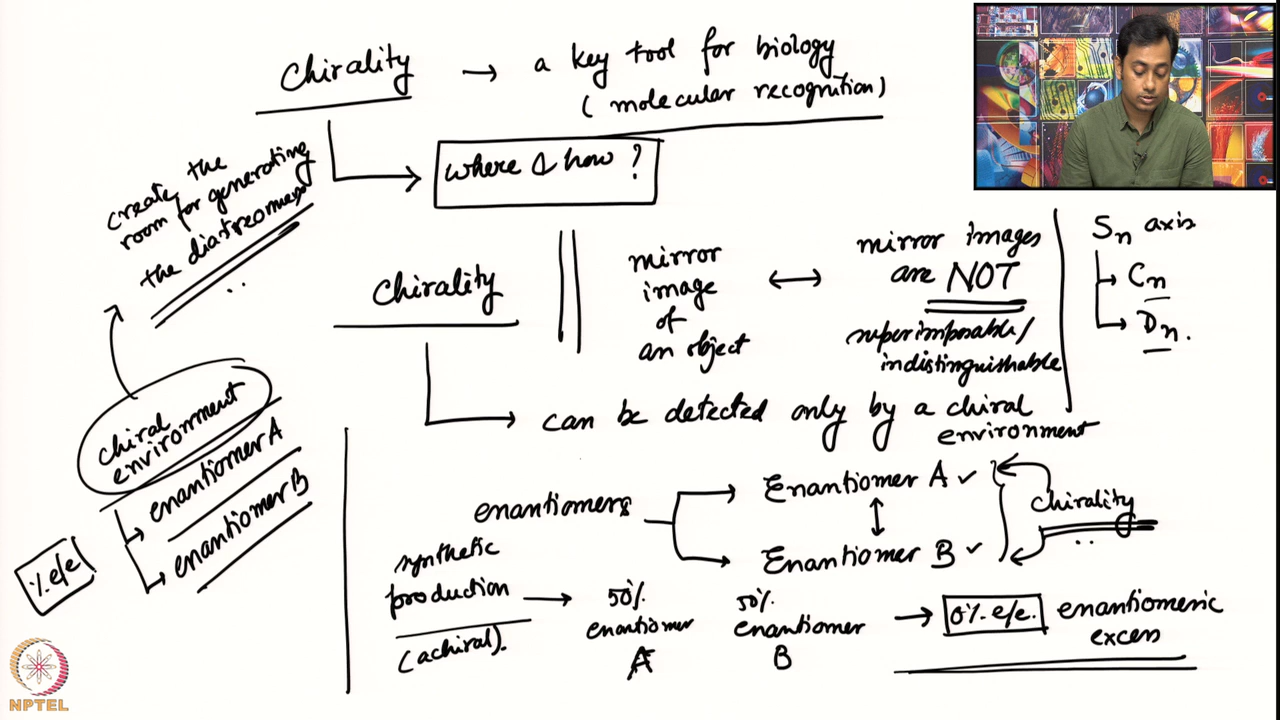 Chirality → a key tool for biology
(molecular recognition)
where & how ?
create the
room for generating
the diastreomers
Chirality
mirror
image
of
an object
↔
mirror images
are NOT
superimposable/
indistinguishable
Sn axis
→ Cn
→ Dn.
→ can be detected only by a chiral
environment
chiral
environment
→ enantiomer A
→ enantiomer B
%e/e
enantiomers
Enantiomer A ✓
Enantiomer B ✓
chirality
synthetic
production →
(achiral).
50%
enantiomer
A
50%
enantiomer
B
→ 0%.e/e. enantiomeric
excess
NPTEL